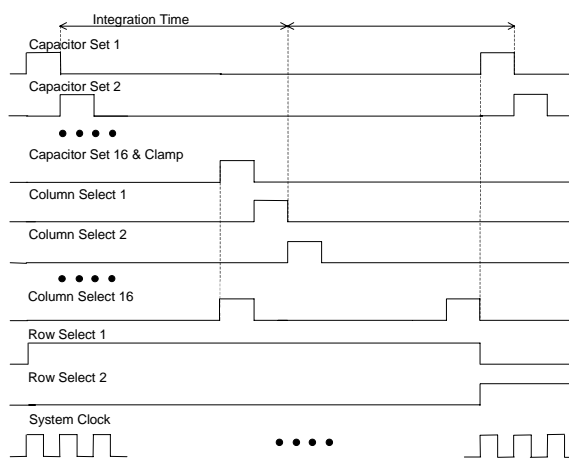 Integration Time
Capacitor Set 1
Capacitor Set 2
Capacitor Set 16 & Clamp
Column Select 1
Column Select 2
Column Select 16
Row Select 1
Row Select 2
System Clock